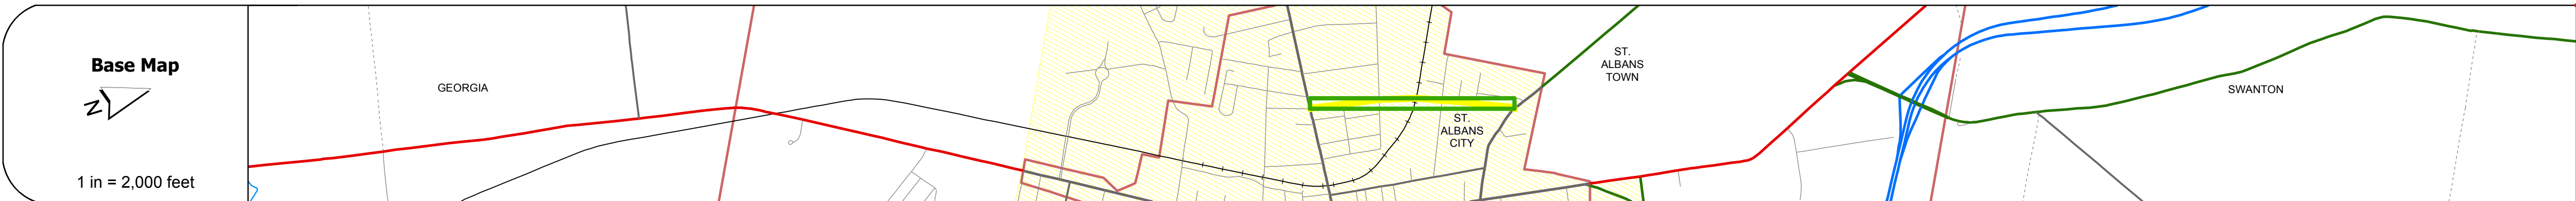 Base Map
N
1 in = 2,000 feet
GEORGIA
ST.
ALBANS
CITY
ST.
ALBANS
TOWN
SWANTON